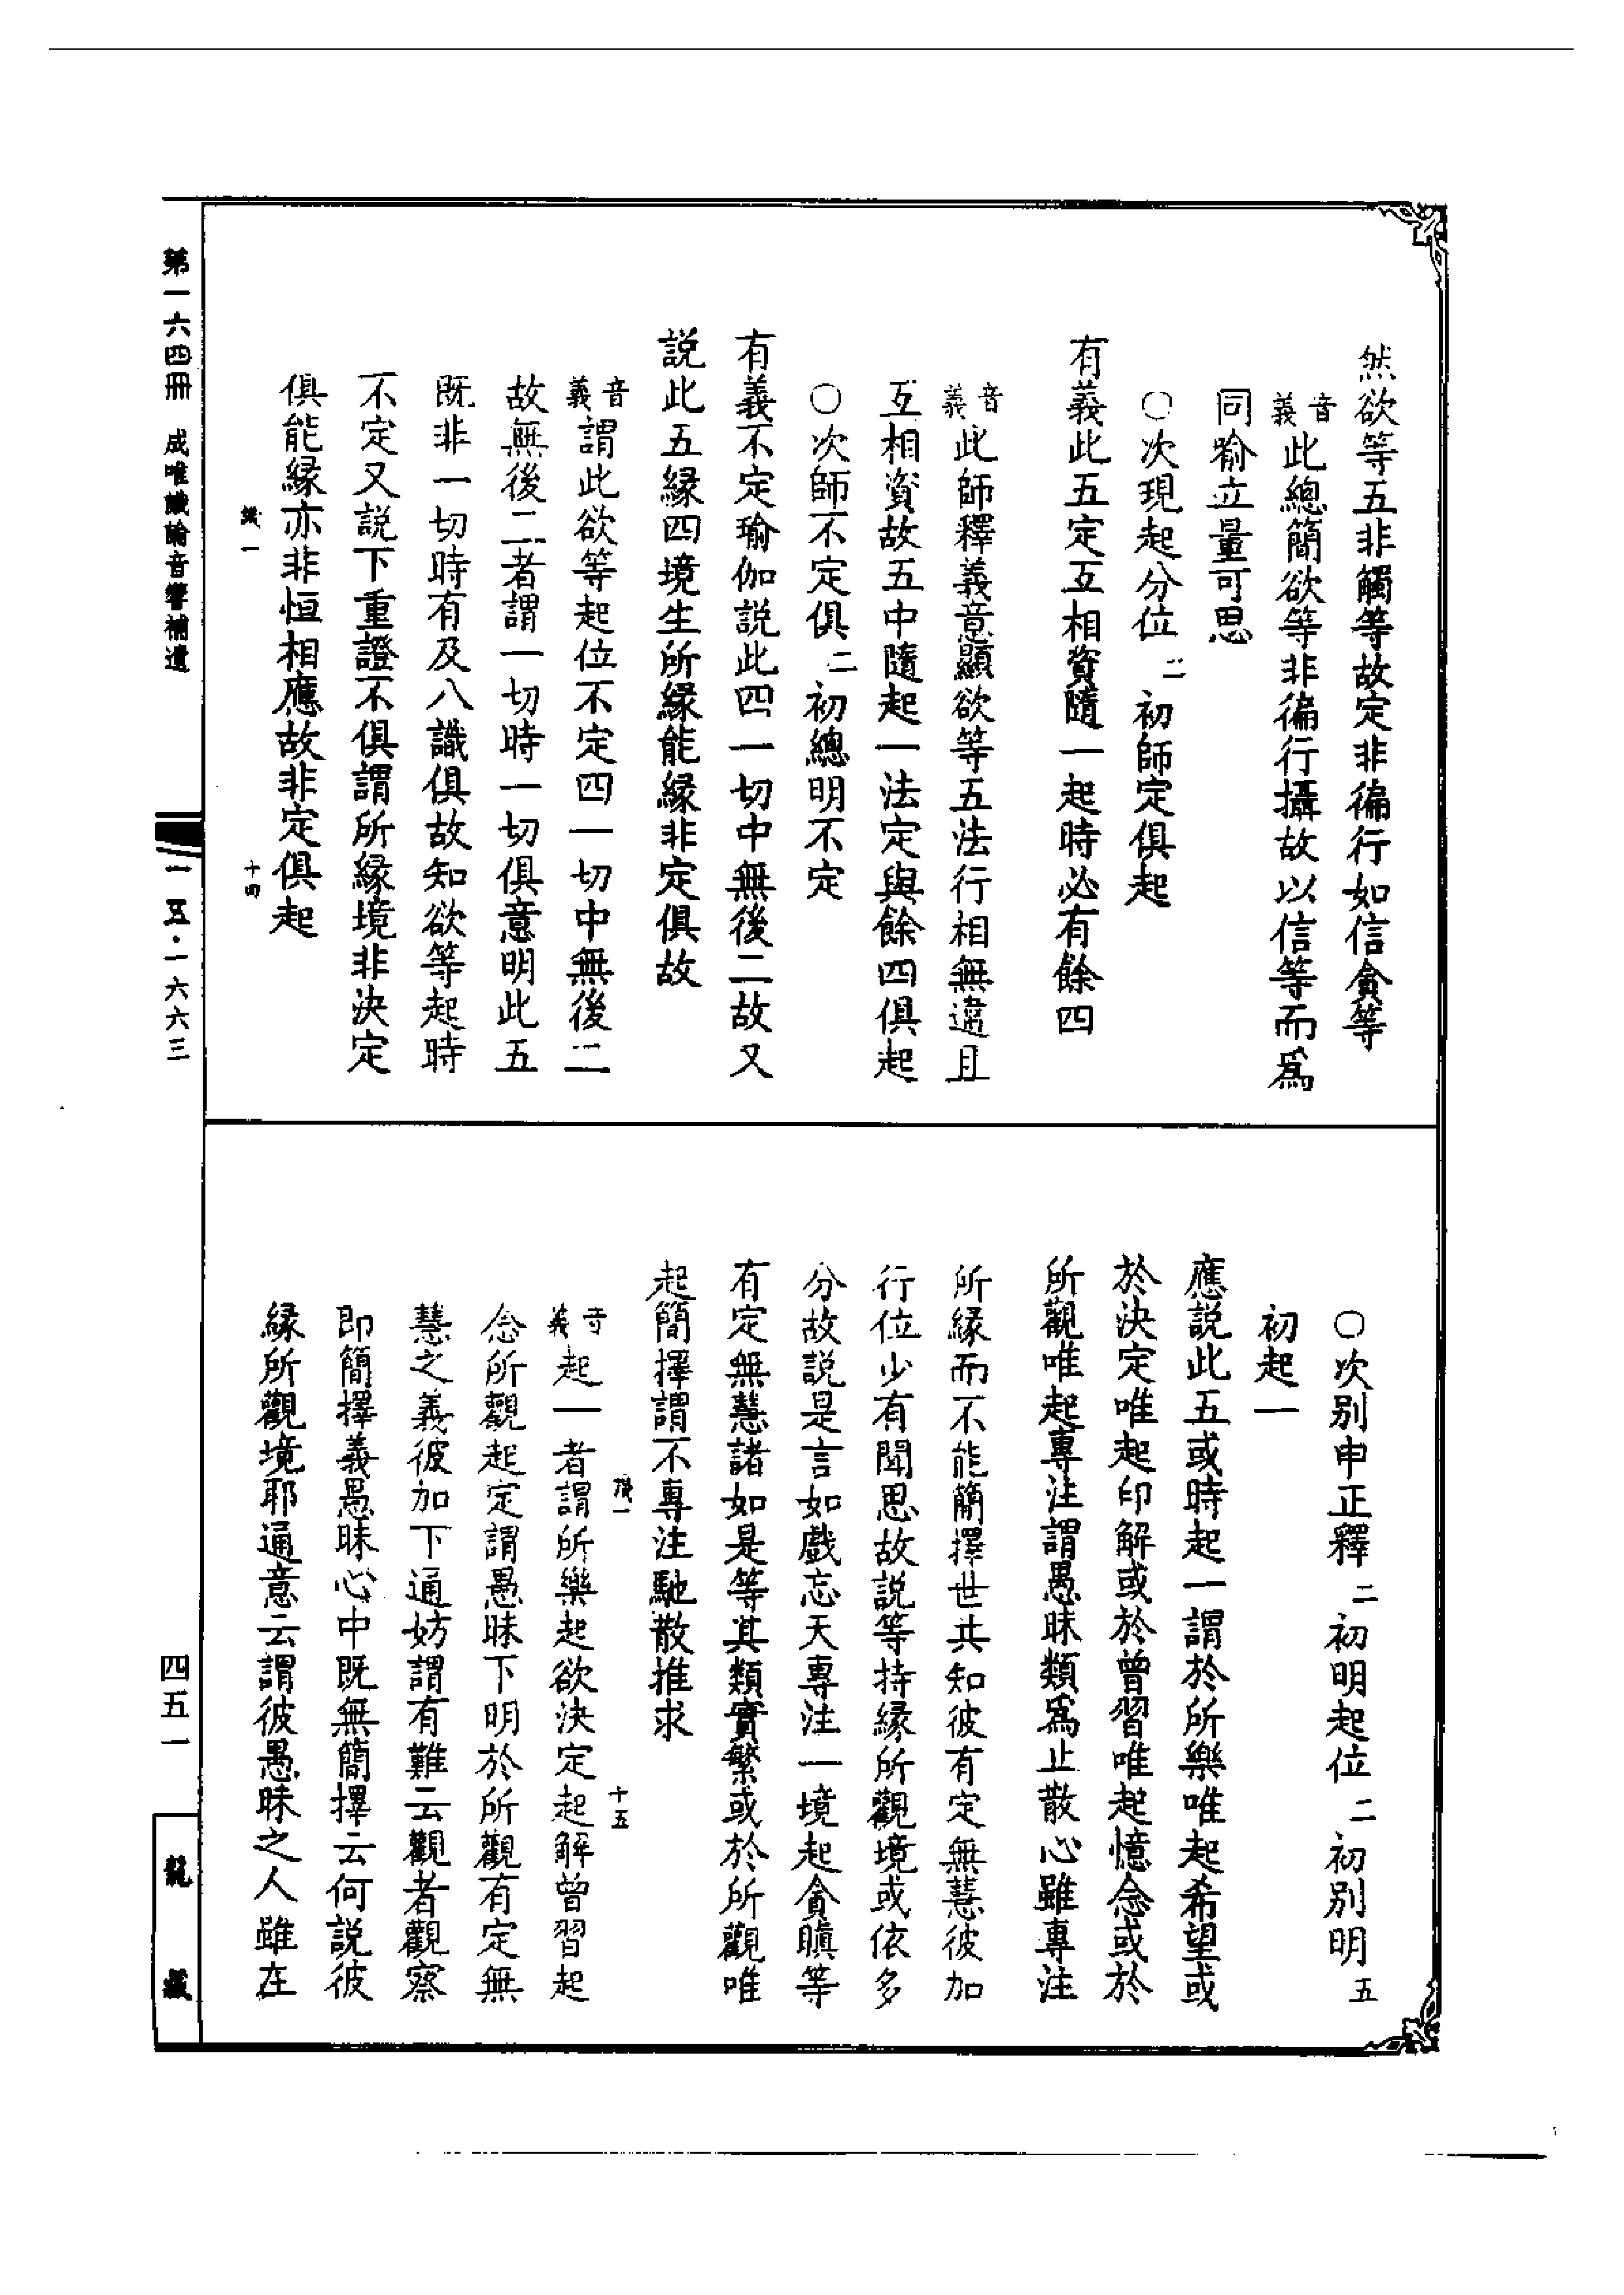 然欲等五非觸等故定非徧行如信貪等
音義此總簡欲等非徧行攝故以信等而爲
同喻立量可思
○次現起分位二初師定俱起
有義此五定互相資隨一起時必有餘四
音義此師釋義意顯欲等五法行相無違且
互相資故五中隨起一法定與餘四俱起
○次師不定俱二初總明不定
有義不定瑜伽説此四一切中無後二故又
説此五縁四境生所縁能縁非定俱故
音義謂此欲等起位不定四一切中無後二
故無後二者謂一切時一切俱意明此五
既非一切時有及八識俱故知欲等起時
不定又説下重證不俱謂所縁境非決定
俱能縁亦非恒相應故非定俱起
十四
第一六四冊 成唯識論音響補遺
一五·一六六三
○次別申正釋二初明起位二初別明五
初起一
應説此五或時起一謂於所樂唯起希望或
於決定唯起印解或於曾習唯起憶念或於
所觀唯起專注謂愚昧類爲止散心雖專注
所縁而不能簡擇世共知彼有定無慧彼加
行位少有聞思故説等持縁所觀境或依多
分故説是言如戲忘天專注一境起貪瞋等
有定無慧諸如是等其類實繁或於所觀唯
起簡擇謂不專注馳散推求
十五
音義起一者謂所樂起欲決定起解曾習起
念所觀起定謂愚昧下明於所觀有定無
慧之義彼加下通妨謂有難云觀者觀察
即簡擇義愚昧心中既無簡擇云何説彼
縁所觀境耶通意云謂彼愚昧之人雖在
四五一
龍藏